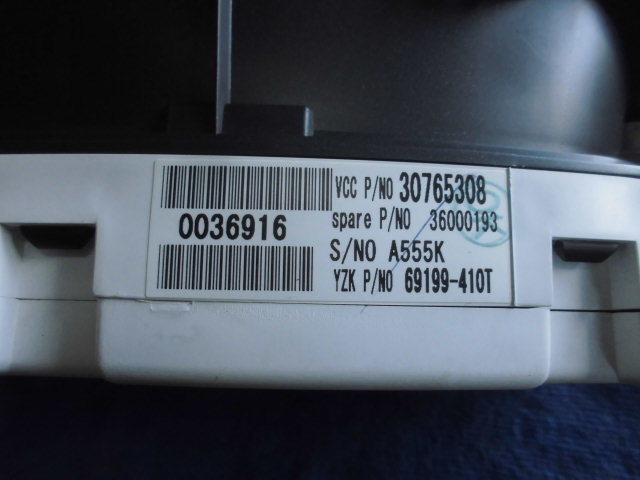 VCC P/NO 30765308
0036916
spare P/NO 36000193
S/NO A555K
YZK P/NO 69199-410T